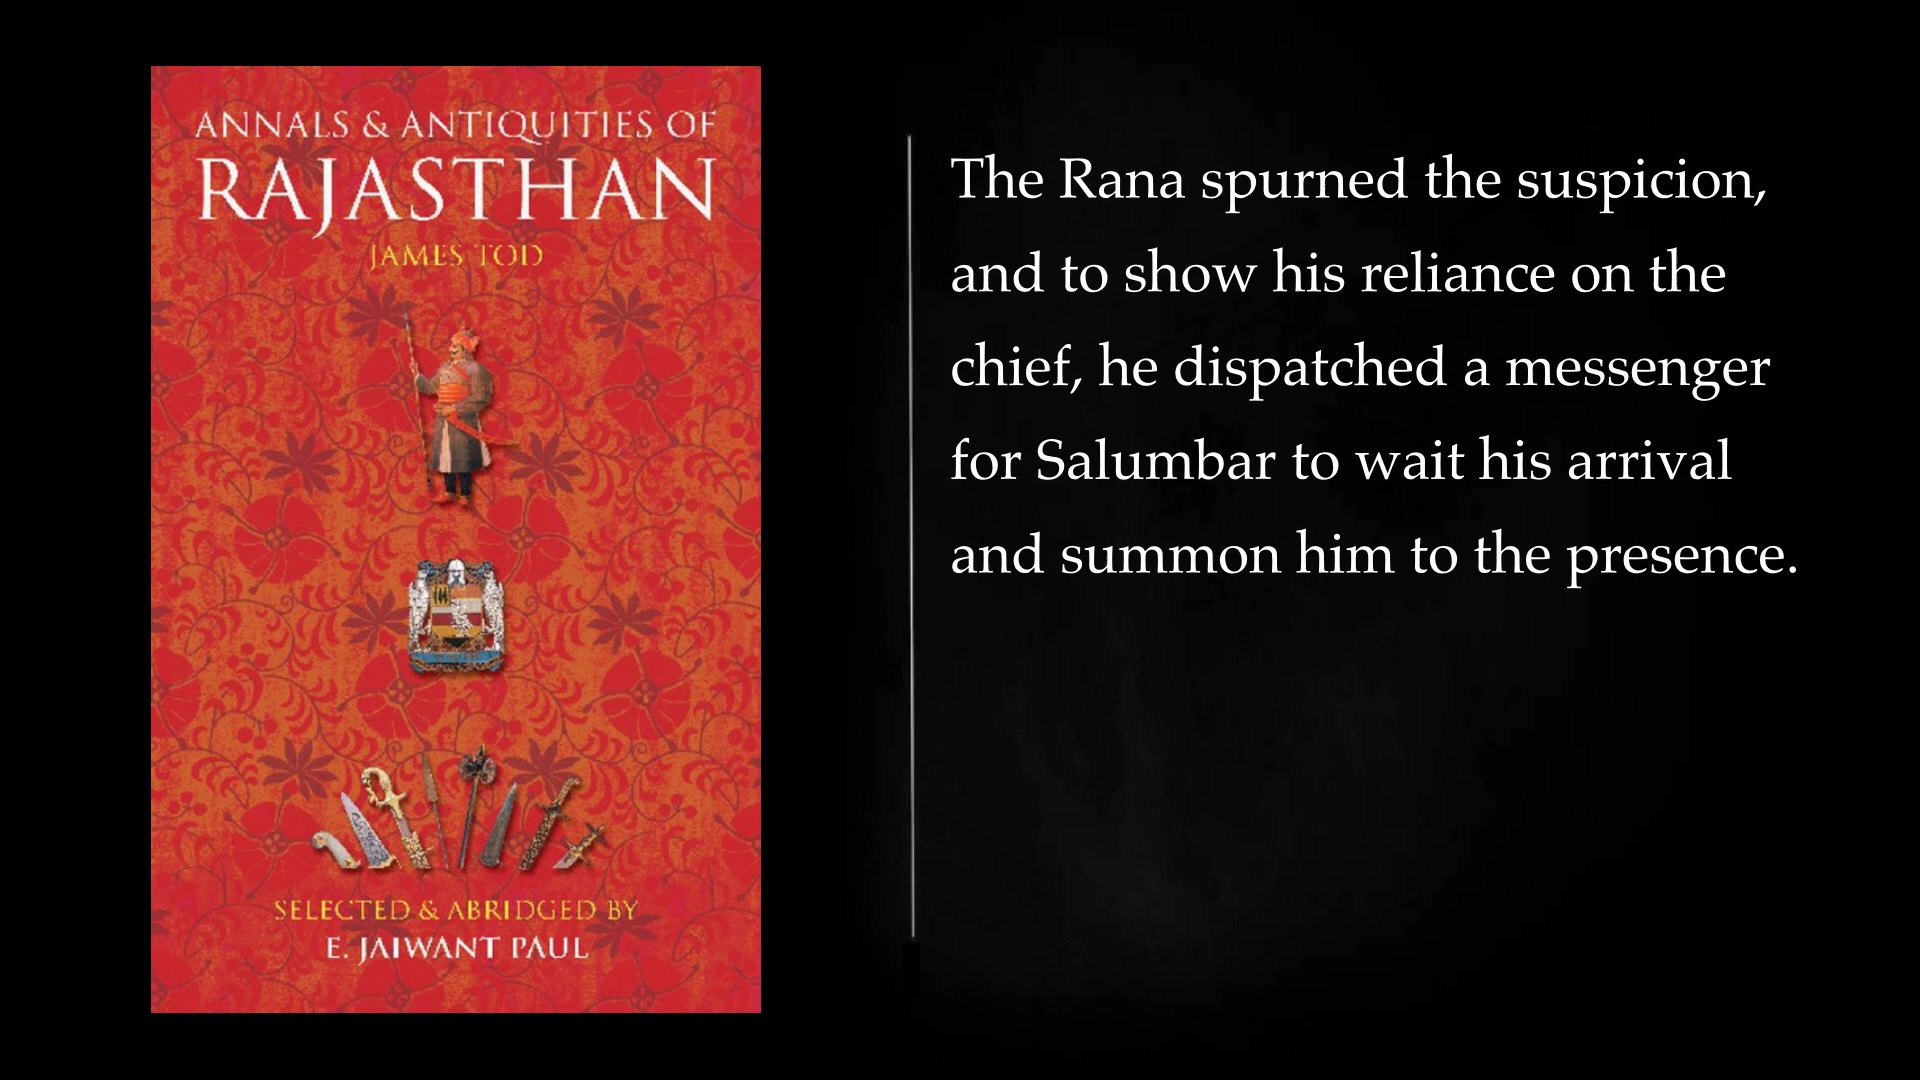 ANNALS & ANTIQUITIES OF
RAJASTHAN
JAMES TOD
SELECTED & ABRIDGED BY
E. JAIWANT PAUL
The Rana spurned the suspicion,
and to show his reliance on the
chief, he dispatched a messenger
for Salumbar to wait his arrival
and summon him to the presence.